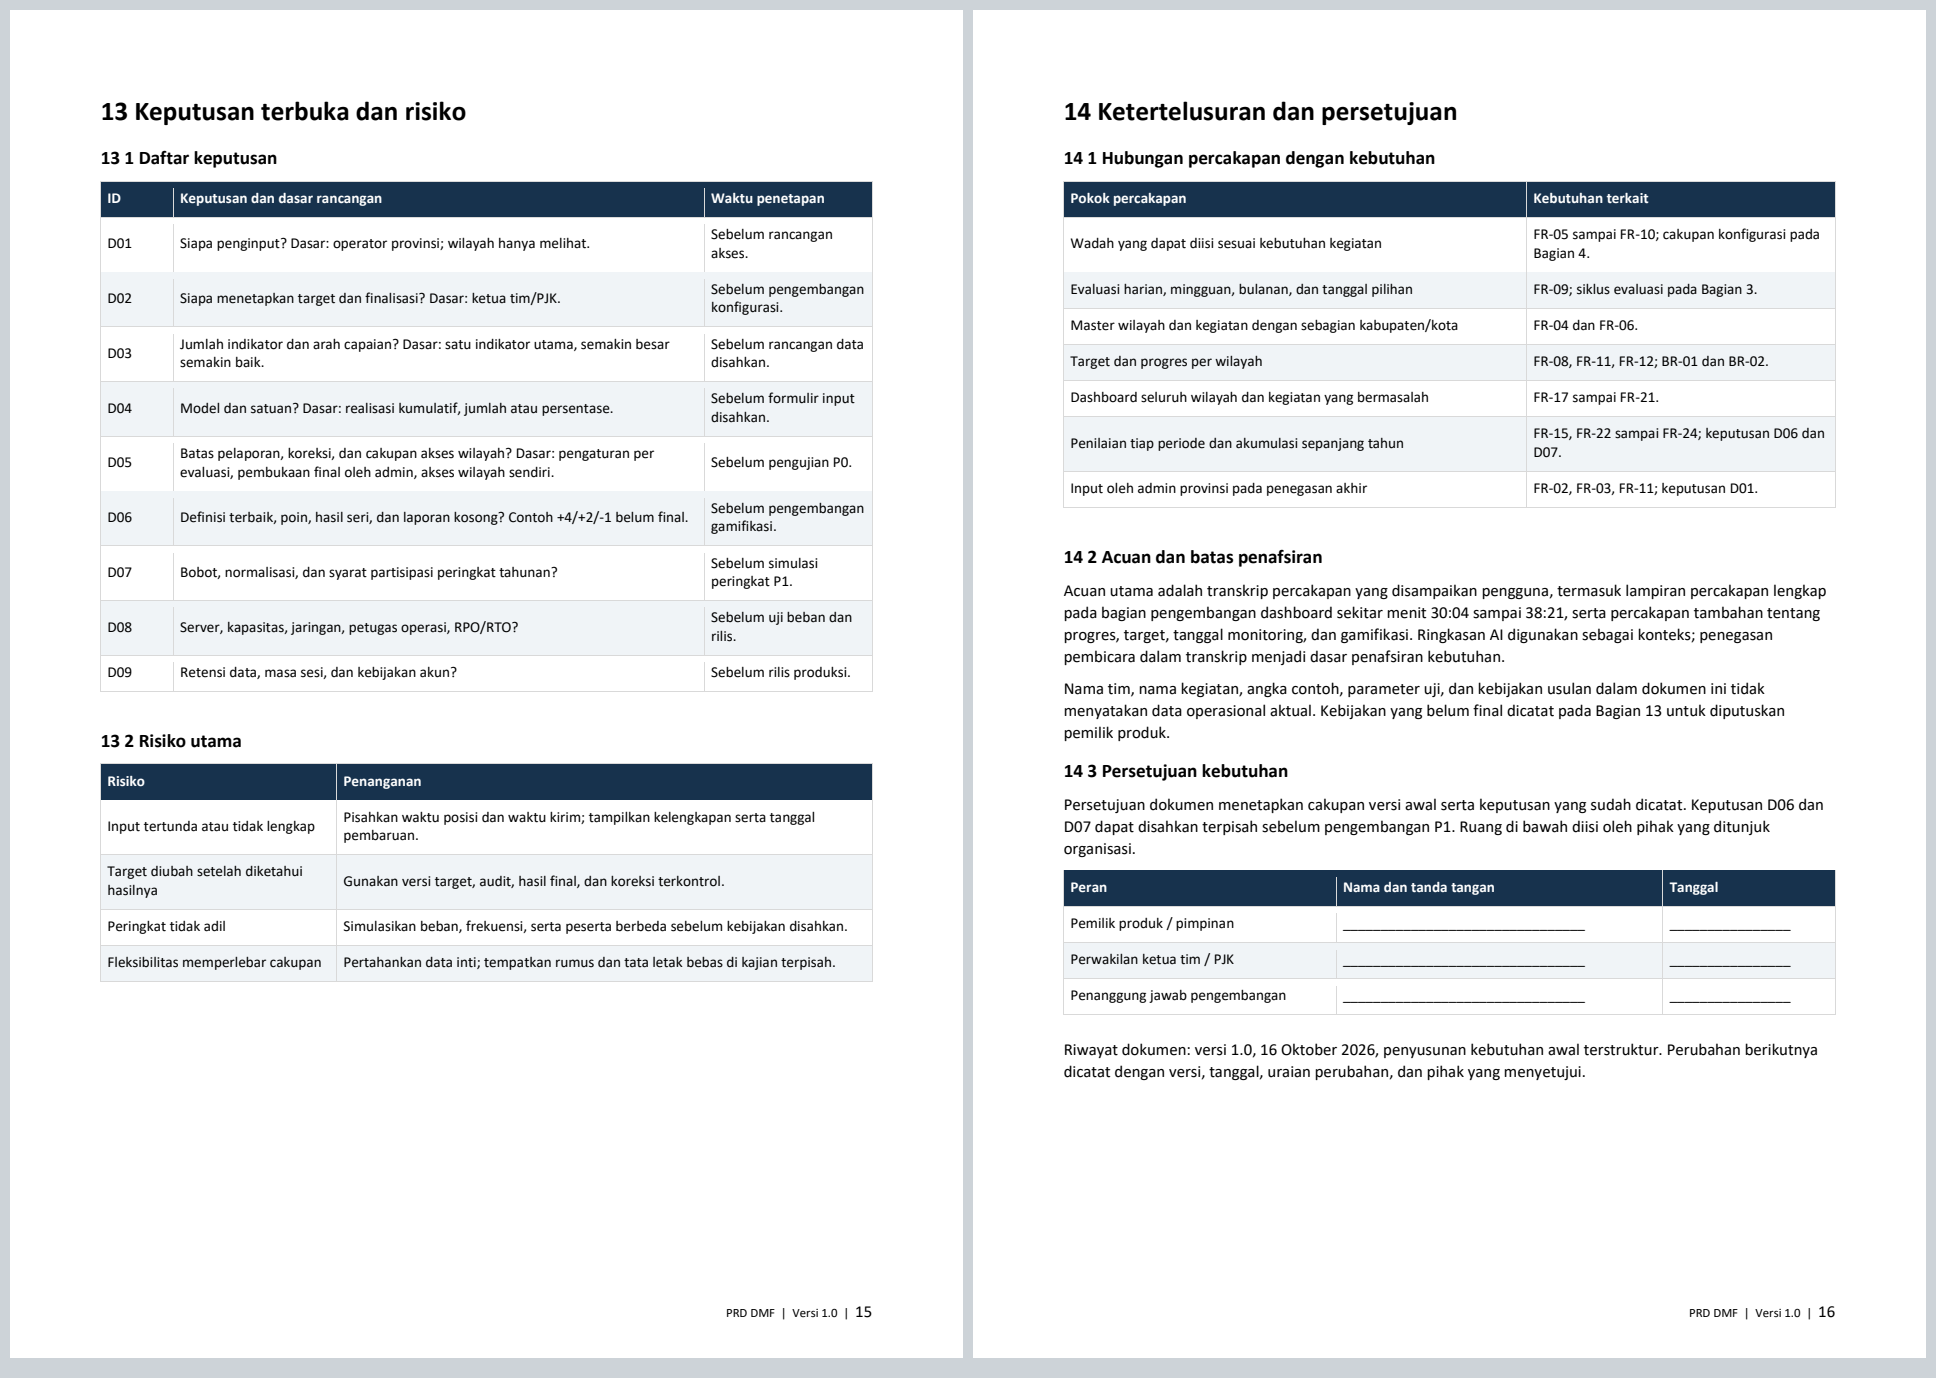 13 Keputusan terbuka dan risiko
13 1 Daftar keputusan
ID Keputusan dan dasar rancangan Waktu penetapan
D01 Siapa penginput? Dasar: operator provinsi; wilayah hanya melihat. Sebelum rancangan
akses.
D02 Siapa menetapkan target dan finalisasi? Dasar: ketua tim/PJK. Sebelum pengembangan
konfigurasi.
D03 Jumlah indikator dan arah capaian? Dasar: satu indikator utama, semakin besar
semakin baik. Sebelum rancangan data
disahkan.
D04 Model dan satuan? Dasar: realisasi kumulatif, jumlah atau persentase. Sebelum formulir input
disahkan.
D05 Batas pelaporan, koreksi, dan cakupan akses wilayah? Dasar: pengaturan per
evaluasi, pembukaan final oleh admin, akses wilayah sendiri. Sebelum pengujian P0.
D06 Definisi terbaik, poin, hasil seri, dan laporan kosong? Contoh +4/+2/-1 belum final. Sebelum pengembangan
gamifikasi.
D07 Bobot, normalisasi, dan syarat partisipasi peringkat tahunan? Sebelum simulasi
peringkat P1.
D08 Server, kapasitas, jaringan, petugas operasi, RPO/RTO? Sebelum uji beban dan
rilis.
D09 Retensi data, masa sesi, dan kebijakan akun? Sebelum rilis produksi.
13 2 Risiko utama
Risiko Penanganan
Input tertunda atau tidak lengkap Pisahkan waktu posisi dan waktu kirim; tampilkan kelengkapan serta tanggal
pembaruan.
Target diubah setelah diketahui
hasilnya Gunakan versi target, audit, hasil final, dan koreksi terkontrol.
Peringkat tidak adil Simulasikan beban, frekuensi, serta peserta berbeda sebelum kebijakan disahkan.
Fleksibilitas memperlebar cakupan Pertahankan data inti; tempatkan rumus dan tata letak bebas di kajian terpisah.
PRD DMF | Versi 1.0 | 15
14 Ketertelusuran dan persetujuan
14 1 Hubungan percakapan dengan kebutuhan
Pokok percakapan Kebutuhan terkait
Wadah yang dapat diisi sesuai kebutuhan kegiatan FR-05 sampai FR-10; cakupan konfigurasi pada
Bagian 4.
Evaluasi harian, mingguan, bulanan, dan tanggal pilihan FR-09; siklus evaluasi pada Bagian 3.
Master wilayah dan kegiatan dengan sebagian kabupaten/kota FR-04 dan FR-06.
Target dan progres per wilayah FR-08, FR-11, FR-12; BR-01 dan BR-02.
Dashboard seluruh wilayah dan kegiatan yang bermasalah FR-17 sampai FR-21.
Penilaian tiap periode dan akumulasi sepanjang tahun FR-15, FR-22 sampai FR-24; keputusan D06 dan
D07.
Input oleh admin provinsi pada penegasan akhir FR-02, FR-03, FR-11; keputusan D01.
14 2 Acuan dan batas penafsiran
Acuan utama adalah transkrip percakapan yang disampaikan pengguna, termasuk lampiran percakapan lengkap
pada bagian pengembangan dashboard sekitar menit 30:04 sampai 38:21, serta percakapan tambahan tentang
progres, target, tanggal monitoring, dan gamifikasi. Ringkasan AI digunakan sebagai konteks; penegasan
pembicara dalam transkrip menjadi dasar penafsiran kebutuhan.
Nama tim, nama kegiatan, angka contoh, parameter uji, dan kebijakan usulan dalam dokumen ini tidak
menyatakan data operasional aktual. Kebijakan yang belum final dicatat pada Bagian 13 untuk diputuskan
pemilik produk.
14 3 Persetujuan kebutuhan
Persetujuan dokumen menetapkan cakupan versi awal serta keputusan yang sudah dicatat. Keputusan D06 dan
D07 dapat disahkan terpisah sebelum pengembangan P1. Ruang di bawah diisi oleh pihak yang ditunjuk
organisasi.
Peran Nama dan tanda tangan Tanggal
Pemilik produk / pimpinan ________________________________ ________________
Perwakilan ketua tim / PJK ________________________________ ________________
Penanggung jawab pengembangan ________________________________ ________________
Riwayat dokumen: versi 1.0, 16 Oktober 2026, penyusunan kebutuhan awal terstruktur. Perubahan berikutnya
dicatat dengan versi, tanggal, uraian perubahan, dan pihak yang menyetujui.
PRD DMF | Versi 1.0 | 16